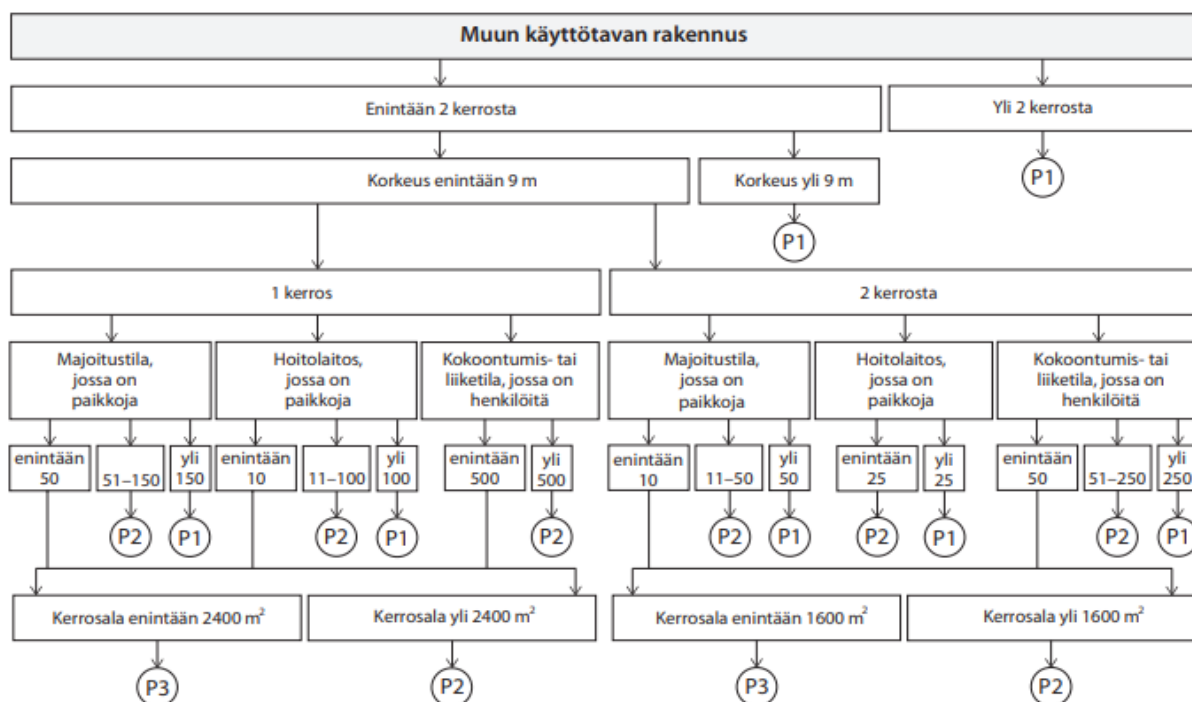 Muun käyttötavan rakennus
Enintään 2 kerrosta
Yli 2 kerrosta
Korkeus enintään 9 m
Korkeus yli 9 m
P1
P1
1 kerros
2 kerrosta
Majoitustila,
jossa on
paikkoja
Hoitolaitos,
jossa on
paikkoja
Kokoontumis- tai
liiketila, jossa on
henkilöitä
Majoitustila,
jossa on
paikkoja
Hoitolaitos,
jossa on
paikkoja
Kokoontumis- tai
liiketila, jossa on
henkilöitä
enintään
50
51–150
yli
150
enintään
10
11–100
yli
100
enintään
500
yli
500
enintään
10
11–50
yli
50
enintään
25
yli
25
enintään
50
51–250
yli
250
P2
P1
P2
P1
P2
P2
P1
P2
P1
P2
P1
Kerrosala enintään 2400 m²
Kerrosala yli 2400 m²
Kerrosala enintään 1600 m²
Kerrosala yli 1600 m²
P3
P2
P3
P2